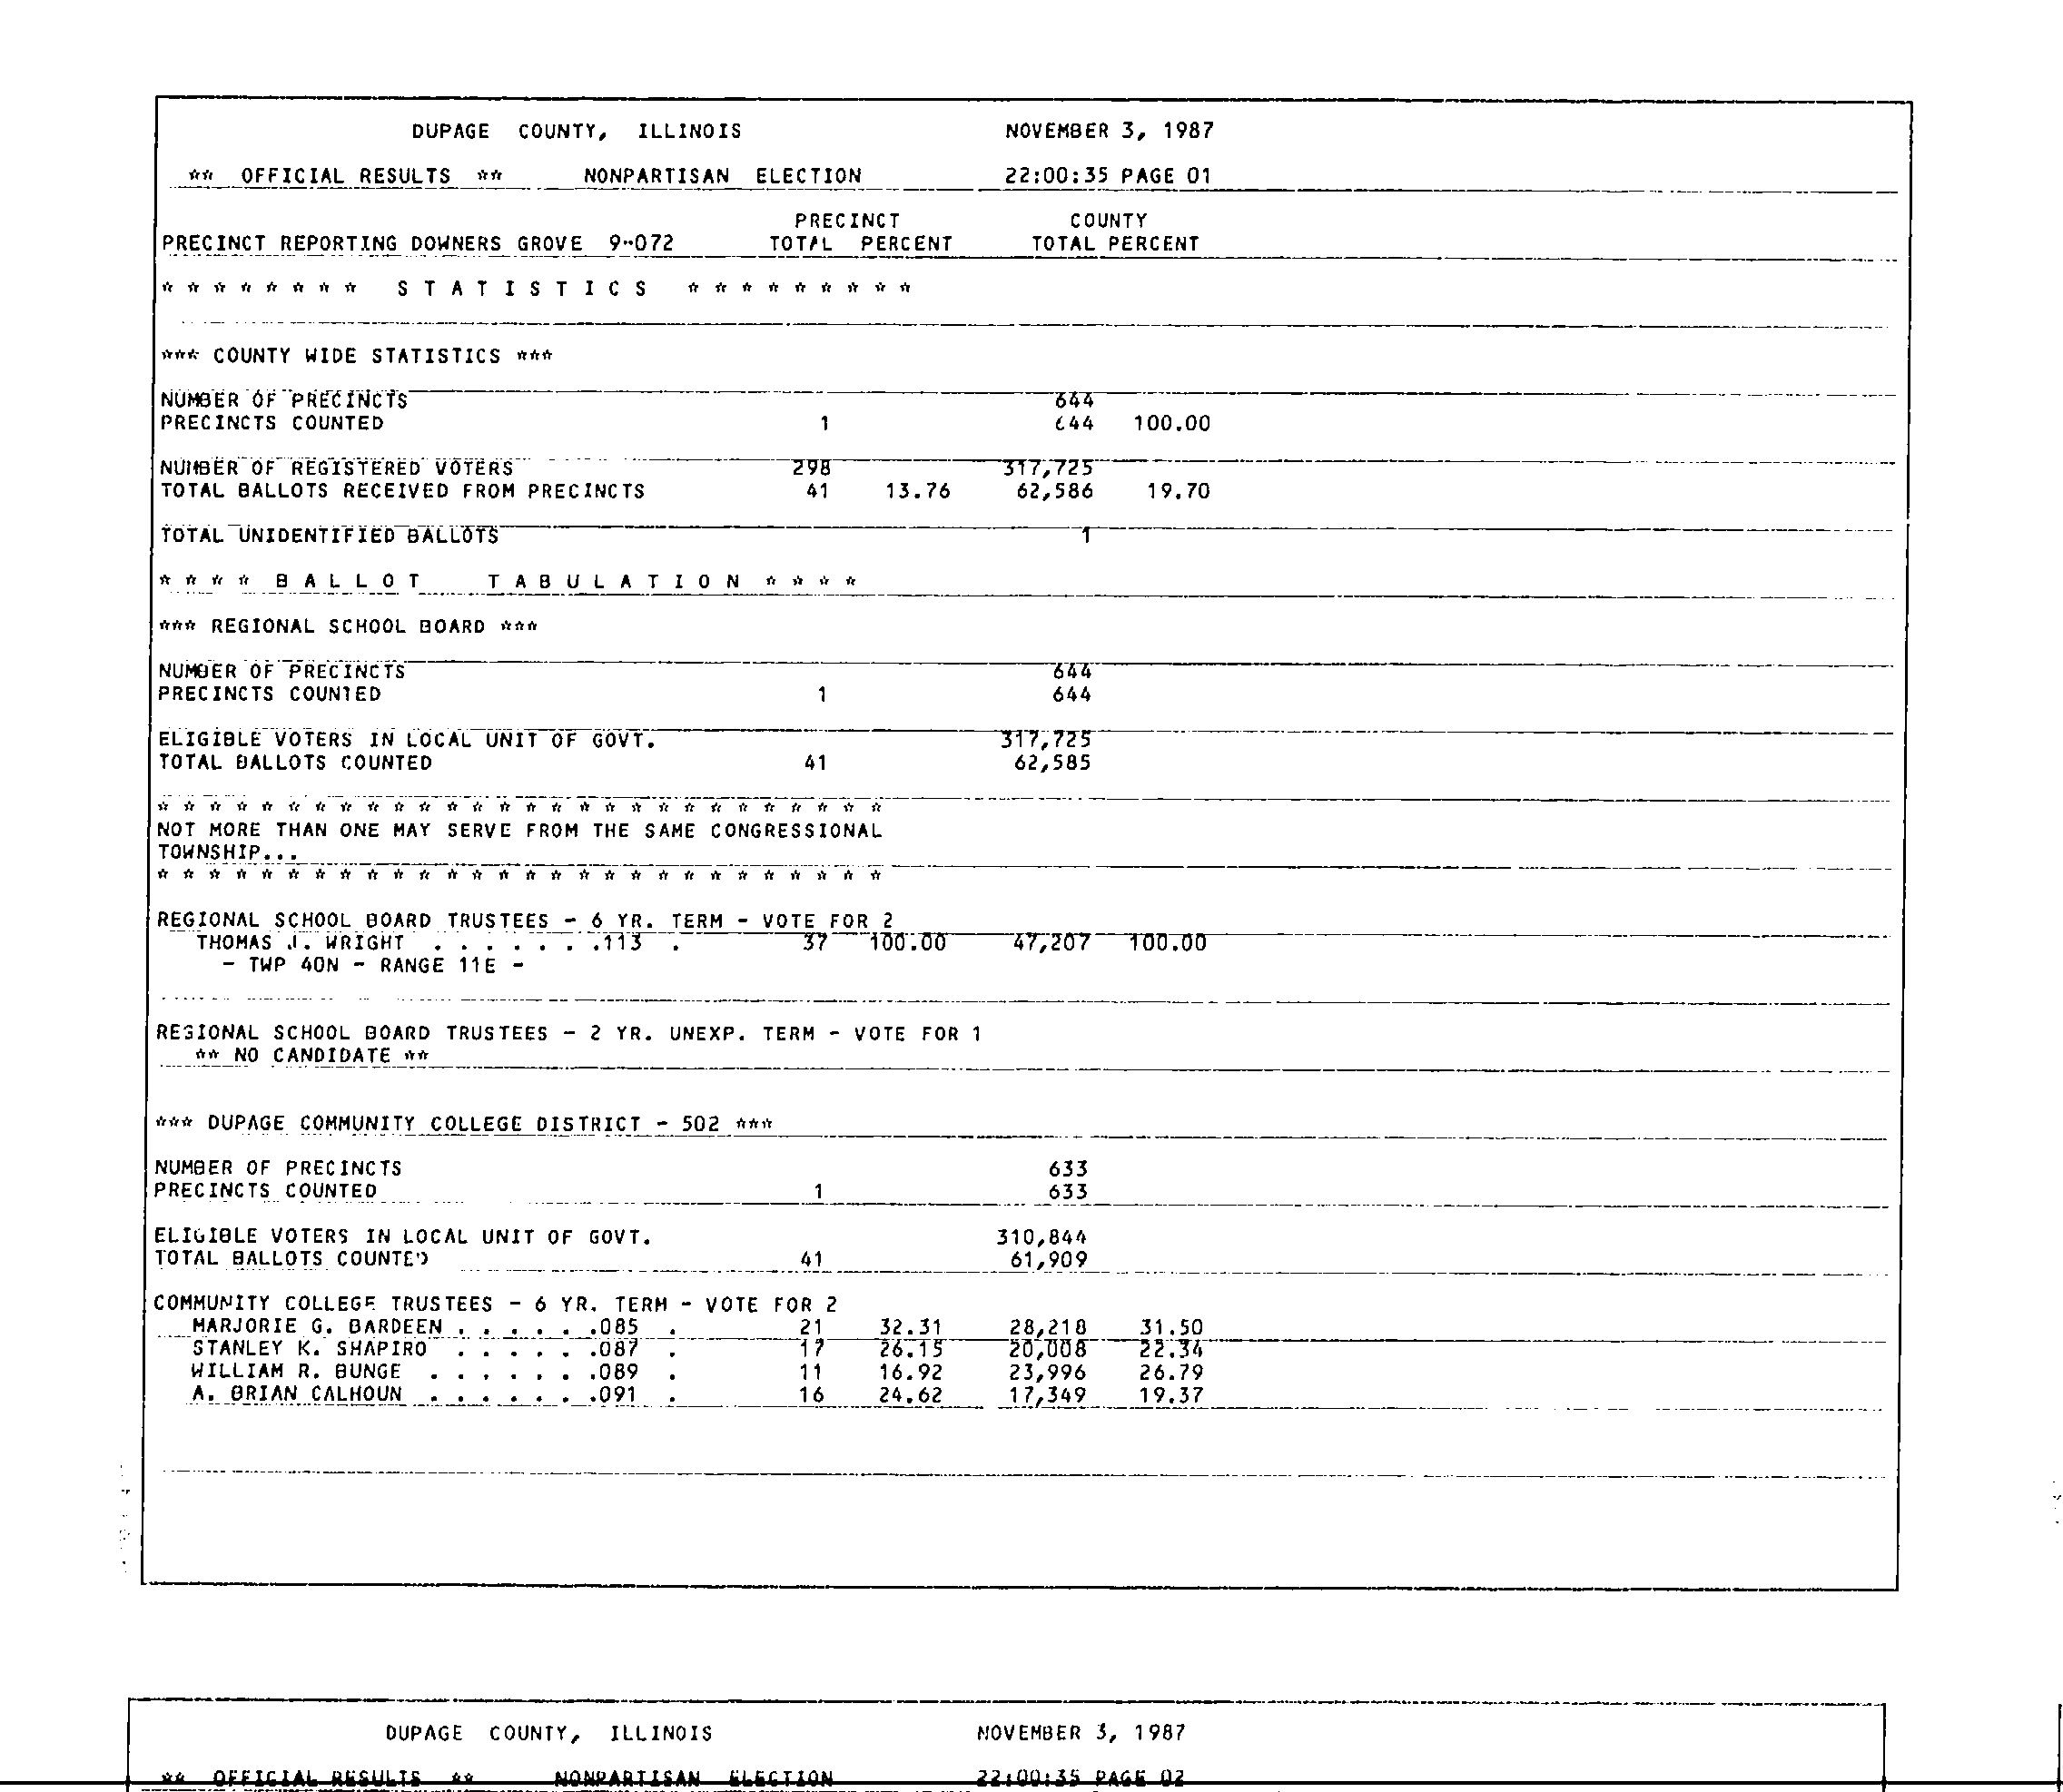 DUPAGE COUNTY, ILLINOIS NOVEMBER 3, 1987
** OFFICIAL RESULTS ** NONPARTISAN ELECTION 22:00:35 PAGE 01
PRECINCT COUNTY
PRECINCT REPORTING DOWNERS GROVE 9-072 TOTAL PERCENT TOTAL PERCENT
* * * * * * * * S T A T I S T I C S * * * * * * * * *
*** COUNTY WIDE STATISTICS ***
NUMBER OF PRECINCTS 644
PRECINCTS COUNTED 1 644 100.00
NUMBER OF REGISTERED VOTERS 298 317,725
TOTAL BALLOTS RECEIVED FROM PRECINCTS 41 13.76 62,586 19.70
TOTAL UNIDENTIFIED BALLOTS 1
* * * * B A L L O T T A B U L A T I O N * * * *
*** REGIONAL SCHOOL BOARD ***
NUMBER OF PRECINCTS 644
PRECINCTS COUNTED 1 644
ELIGIBLE VOTERS IN LOCAL UNIT OF GOVT. 317,725
TOTAL BALLOTS COUNTED 41 62,585
* * * * * * * * * * * * * * * * * * * * * * * * * * * *
NOT MORE THAN ONE MAY SERVE FROM THE SAME CONGRESSIONAL
TOWNSHIP...
* * * * * * * * * * * * * * * * * * * * * * * * * * * *
REGIONAL SCHOOL BOARD TRUSTEES - 6 YR. TERM - VOTE FOR 2
THOMAS J. WRIGHT . . . . . . .113 . 37 100.00 47,207 100.00
- TWP 40N - RANGE 11E -
REGIONAL SCHOOL BOARD TRUSTEES - 2 YR. UNEXP. TERM - VOTE FOR 1
** NO CANDIDATE **
*** DUPAGE COMMUNITY COLLEGE DISTRICT - 502 ***
NUMBER OF PRECINCTS 633
PRECINCTS COUNTED 1 633
ELIGIBLE VOTERS IN LOCAL UNIT OF GOVT. 310,844
TOTAL BALLOTS COUNTED 41 61,909
COMMUNITY COLLEGE TRUSTEES - 6 YR. TERM - VOTE FOR 2
MARJORIE G. BARDEEN . . . . . .085 . 21 32.31 28,218 31.50
STANLEY K. SHAPIRO . . . . . .087 . 17 26.15 20,008 22.34
WILLIAM R. BUNGE . . . . . . .089 . 11 16.92 23,996 26.79
A. BRIAN CALHOUN . . . . . . .091 . 16 24.62 17,349 19.37
DUPAGE COUNTY, ILLINOIS NOVEMBER 3, 1987
** OFFICIAL RESULTS ** NONPARTISAN ELECTION 22:00:35 PAGE 02